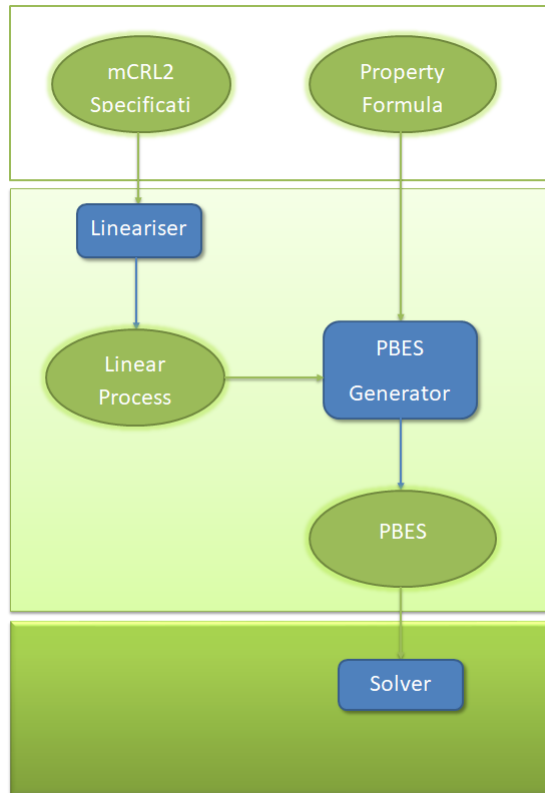 mCRL2
Specificati
Property
Formula
Lineariser
Linear
Process
PBES
Generator
PBES
Solver